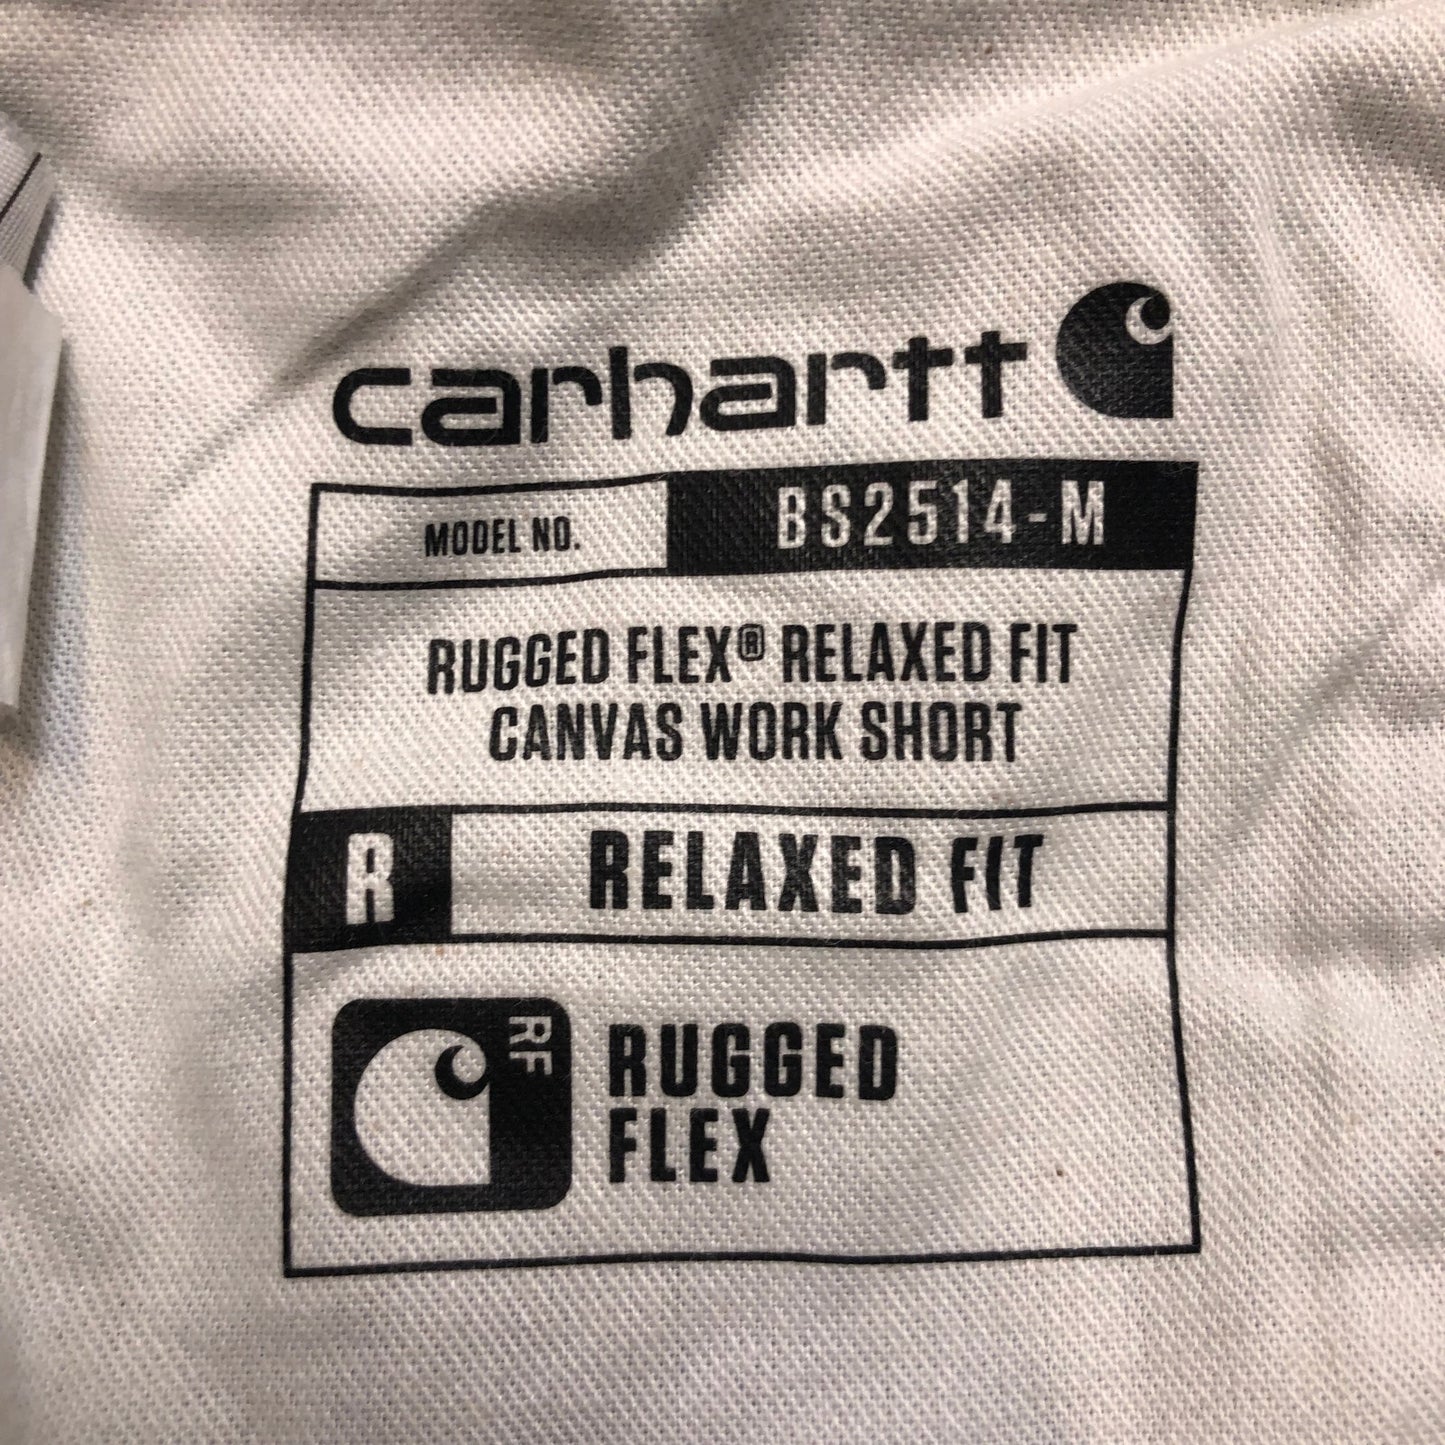 carhartt
MODEL NO. BS2514-M
RUGGED FLEX® RELAXED FIT
CANVAS WORK SHORT
R RELAXED FIT
RF
RUGGED
FLEX